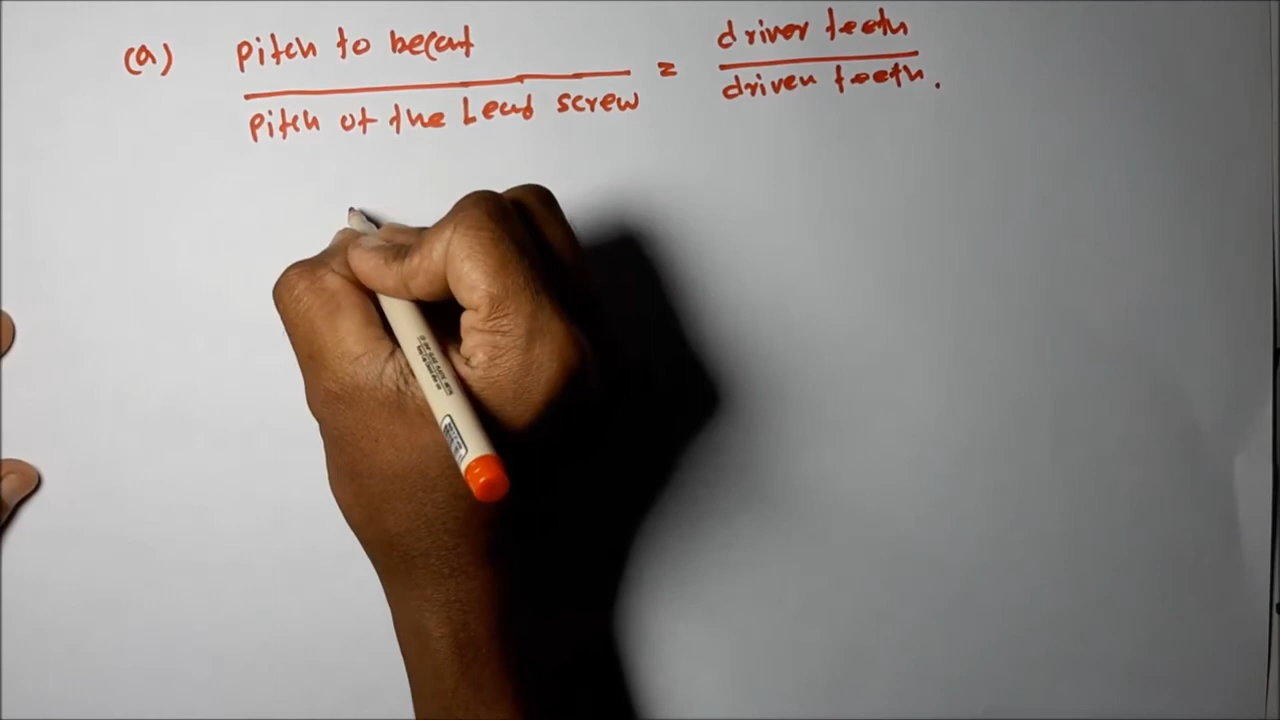 (a) pitch to be cut = driver teeth
pitch of the Lead screw driven teeth.